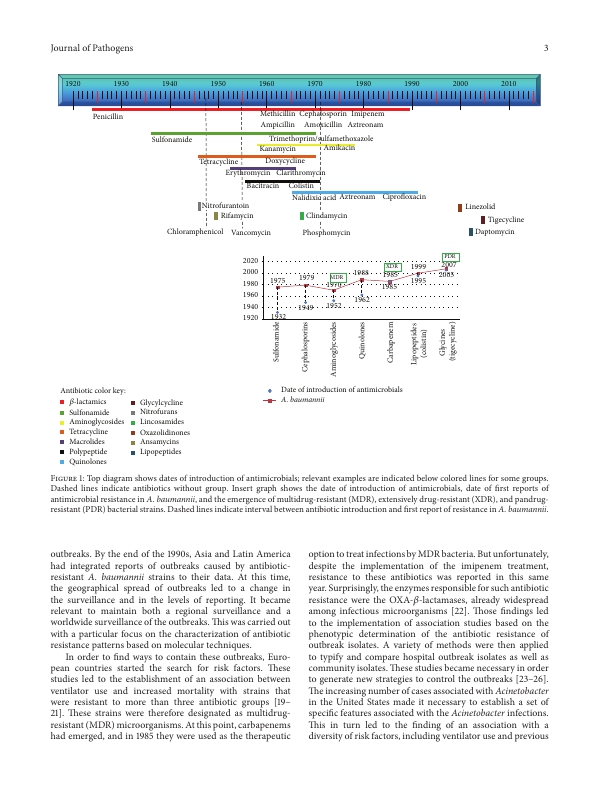 Journal of Pathogens 3
1920 1930 1940 1950 1960 1970 1980 1990 2000 2010
Penicillin
Methicillin Cephalosporin Imipenem
Ampicillin Amoxicillin Aztreonam
Sulfonamide
Trimethoprim/sulfamethoxazole
Kanamycin Amikacin
Tetracycline Doxycycline
Erythromycin Clarithromycin
Bacitracin Colistin
Nalidixio acid Aztreonam Ciprofloxacin
Nitrofurantoin Linezolid
Rifamycin Clindamycin Tigecycline
Chloramphenicol Vancomycin Phosphomycin Daptomycin
PDR
2020
MDR XDR
2000
1980
1960
1940
1920
1975 1979 1970 1988 1985 1999 2007
1932 1949 1952 1962 1985 1995 2005
Sulfonamide
Cephalosporins
Aminoglycosides
Quinolones
Carbapenem
Lipopeptides
(colistin)
Glycines
(tigecycline)
Date of introduction of antimicrobials
A. baumannii
Antibiotic color key:
β-lactamics
Sulfonamide
Aminoglycosides
Tetracycline
Macrolides
Polypeptide
Quinolones
Glycylcycline
Nitrofurans
Lincosamides
Oxazolidinones
Ansamycins
Lipopeptides
Figure 1: Top diagram shows dates of introduction of antimicrobials; relevant examples are indicated below colored lines for some groups.
Dashed lines indicate antibiotics without group. Insert graph shows the date of introduction of antimicrobials, date of first reports of
antimicrobial resistance in A. baumannii, and the emergence of multidrug-resistant (MDR), extensively drug-resistant (XDR), and pandrug-
resistant (PDR) bacterial strains. Dashed lines indicate interval between antibiotic introduction and first report of resistance in A. baumannii.
outbreaks. By the end of the 1990s, Asia and Latin America
had integrated reports of outbreaks caused by antibiotic-
resistant A. baumannii strains to their data. At this time,
the geographical spread of outbreaks led to a change in
the surveillance and in the levels of reporting. It became
relevant to maintain both a regional surveillance and a
worldwide surveillance of the outbreaks. This was carried out
with a particular focus on the characterization of antibiotic
resistance patterns based on molecular techniques.
In order to find ways to contain these outbreaks, Euro-
pean countries started the search for risk factors. These
studies led to the establishment of an association between
ventilator use and increased mortality with strains that
were resistant to more than three antibiotic groups [19–
21]. These strains were therefore designated as multidrug-
resistant (MDR) microorganisms. At this point, carbapenems
had emerged, and in 1985 they were used as the therapeutic
option to treat infections by MDR bacteria. But unfortunately,
despite the implementation of the imipenem treatment,
resistance to these antibiotics was reported in this same
year. Surprisingly, the enzymes responsible for such antibiotic
resistance were the OXA-β-lactamases, already widespread
among infectious microorganisms [22]. Those findings led
to the implementation of association studies based on the
phenotypic determination of the antibiotic resistance of
outbreak isolates. A variety of methods were then applied
to typify and compare hospital outbreak isolates as well as
community isolates. These studies became necessary in order
to generate new strategies to control the outbreaks [23–26].
The increasing number of cases associated with Acinetobacter
in the United States made it necessary to establish a set of
specific features associated with the Acinetobacter infections.
This in turn led to the finding of an association with a
diversity of risk factors, including ventilator use and previous